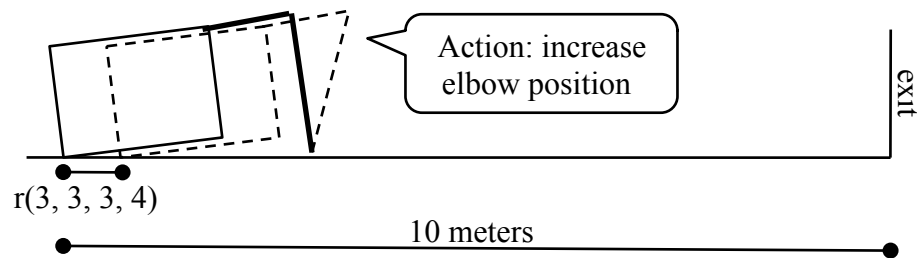 Action: increase
elbow position
exit
r(3, 3, 3, 4)
10 meters